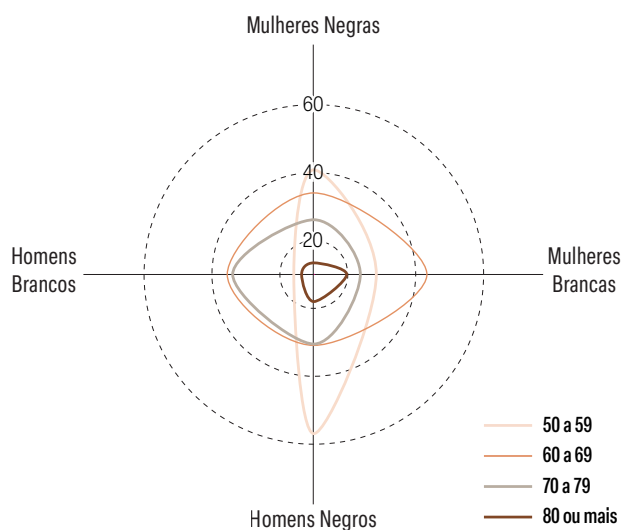 Mulheres Negras
60
40
20
Homens
Brancos
Mulheres
Brancas
Homens Negros
50 a 59
60 a 69
70 a 79
80 ou mais